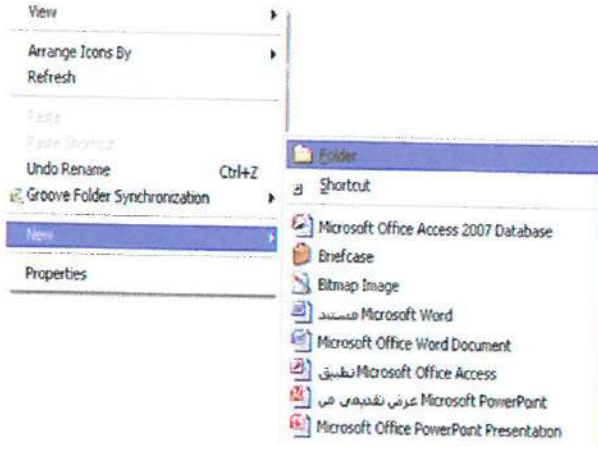 View
Arrange Icons By
Refresh
Paste
Paste Shortcut
Undo Rename Ctrl+Z
Groove Folder Synchronization
New
Properties
Folder
Shortcut
Microsoft Office Access 2007 Database
Briefcase
Bitmap Image
مستند Microsoft Word
Microsoft Office Word Document
تطبيق Microsoft Office Access
عرض تقديمي من Microsoft PowerPoint
Microsoft Office PowerPoint Presentation